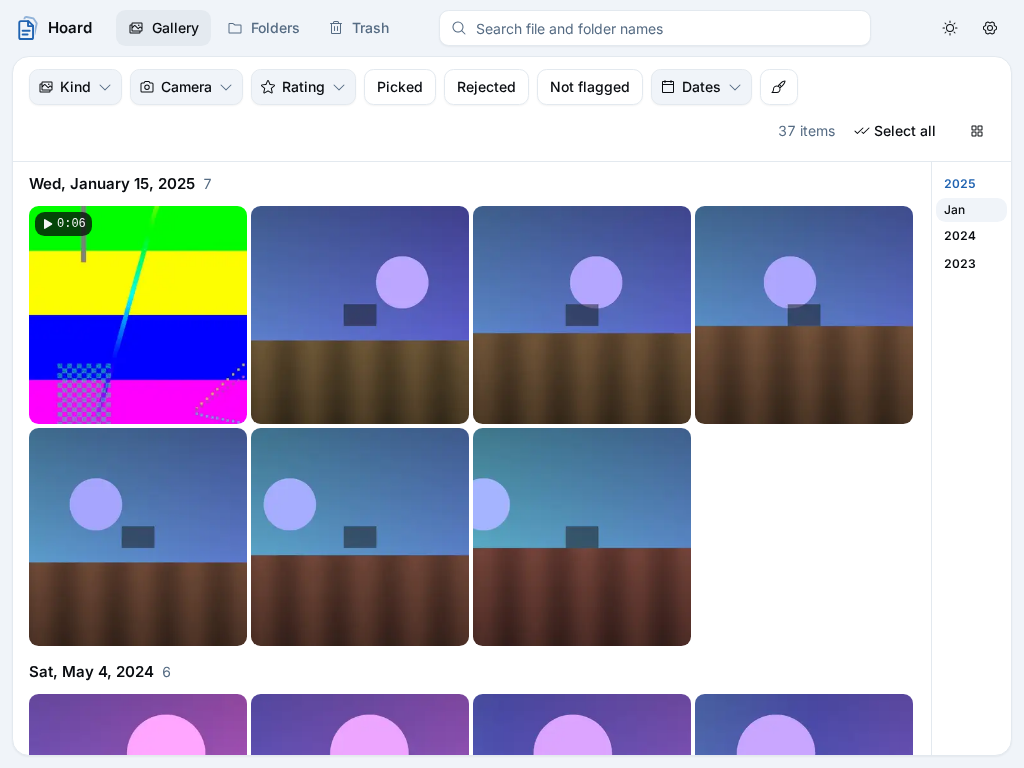 Hoard
Gallery
Folders
Trash
Search file and folder names
Kind
Camera
Rating
Picked
Rejected
Not flagged
Dates
37 items
Select all
Wed, January 15, 2025 7
0:06
2025
Jan
2024
2023
Sat, May 4, 2024 6